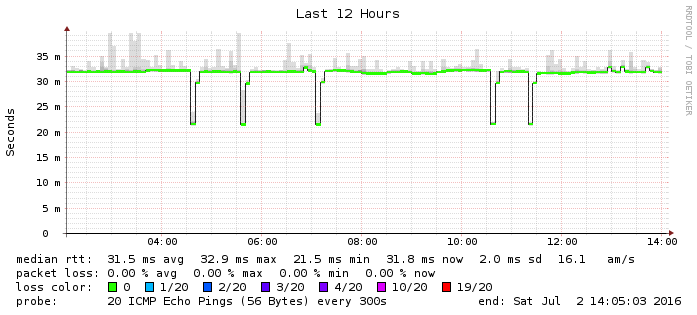 Last 12 Hours
RRDTOOL / TOBI OETIKER
Seconds
35 m
30 m
25 m
20 m
15 m
10 m
5 m
0
04:00 06:00 08:00 10:00 12:00 14:00
median rtt: 31.5 ms avg 32.9 ms max 21.5 ms min 31.8 ms now 2.0 ms sd 16.1 am/s
packet loss: 0.00 % avg 0.00 % max 0.00 % min 0.00 % now
loss color: 0 1/20 2/20 3/20 4/20 10/20 19/20
probe: 20 ICMP Echo Pings (56 Bytes) every 300s end: Sat Jul 2 14:05:03 2016